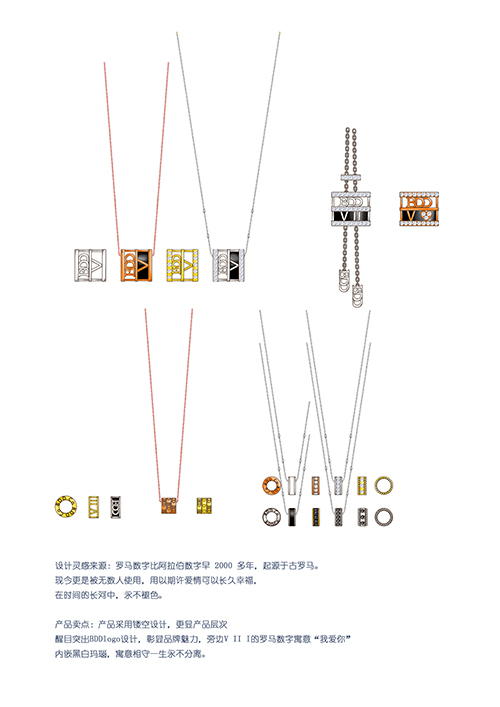 BDD V
BDD V
BDD V
BDD V
BDD
V I I
BDD
V
设计灵感来源：罗马数字比阿拉伯数字早 2000 多年，起源于古罗马。
现今更是被无数人使用，用以期许爱情可以长久幸福，
在时间的长河中，永不褪色。
产品卖点：产品采用镂空设计，更显产品层次
醒目突出BDDlogo设计，彰显品牌魅力，旁边V II I的罗马数字寓意“我爱你”
内嵌黑白玛瑙，寓意相守一生永不分离。